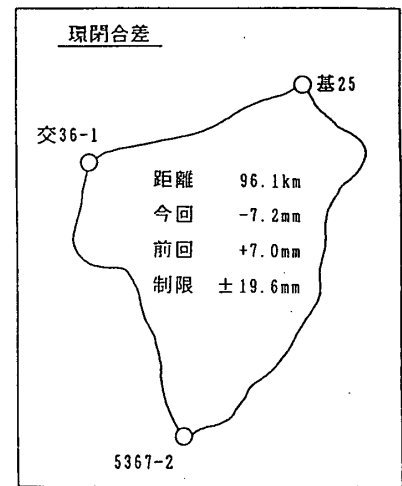 環閉合差
基25
交36-1
距離 96.1km
今回 -7.2mm
前回 +7.0mm
制限 ±19.6mm
5367-2